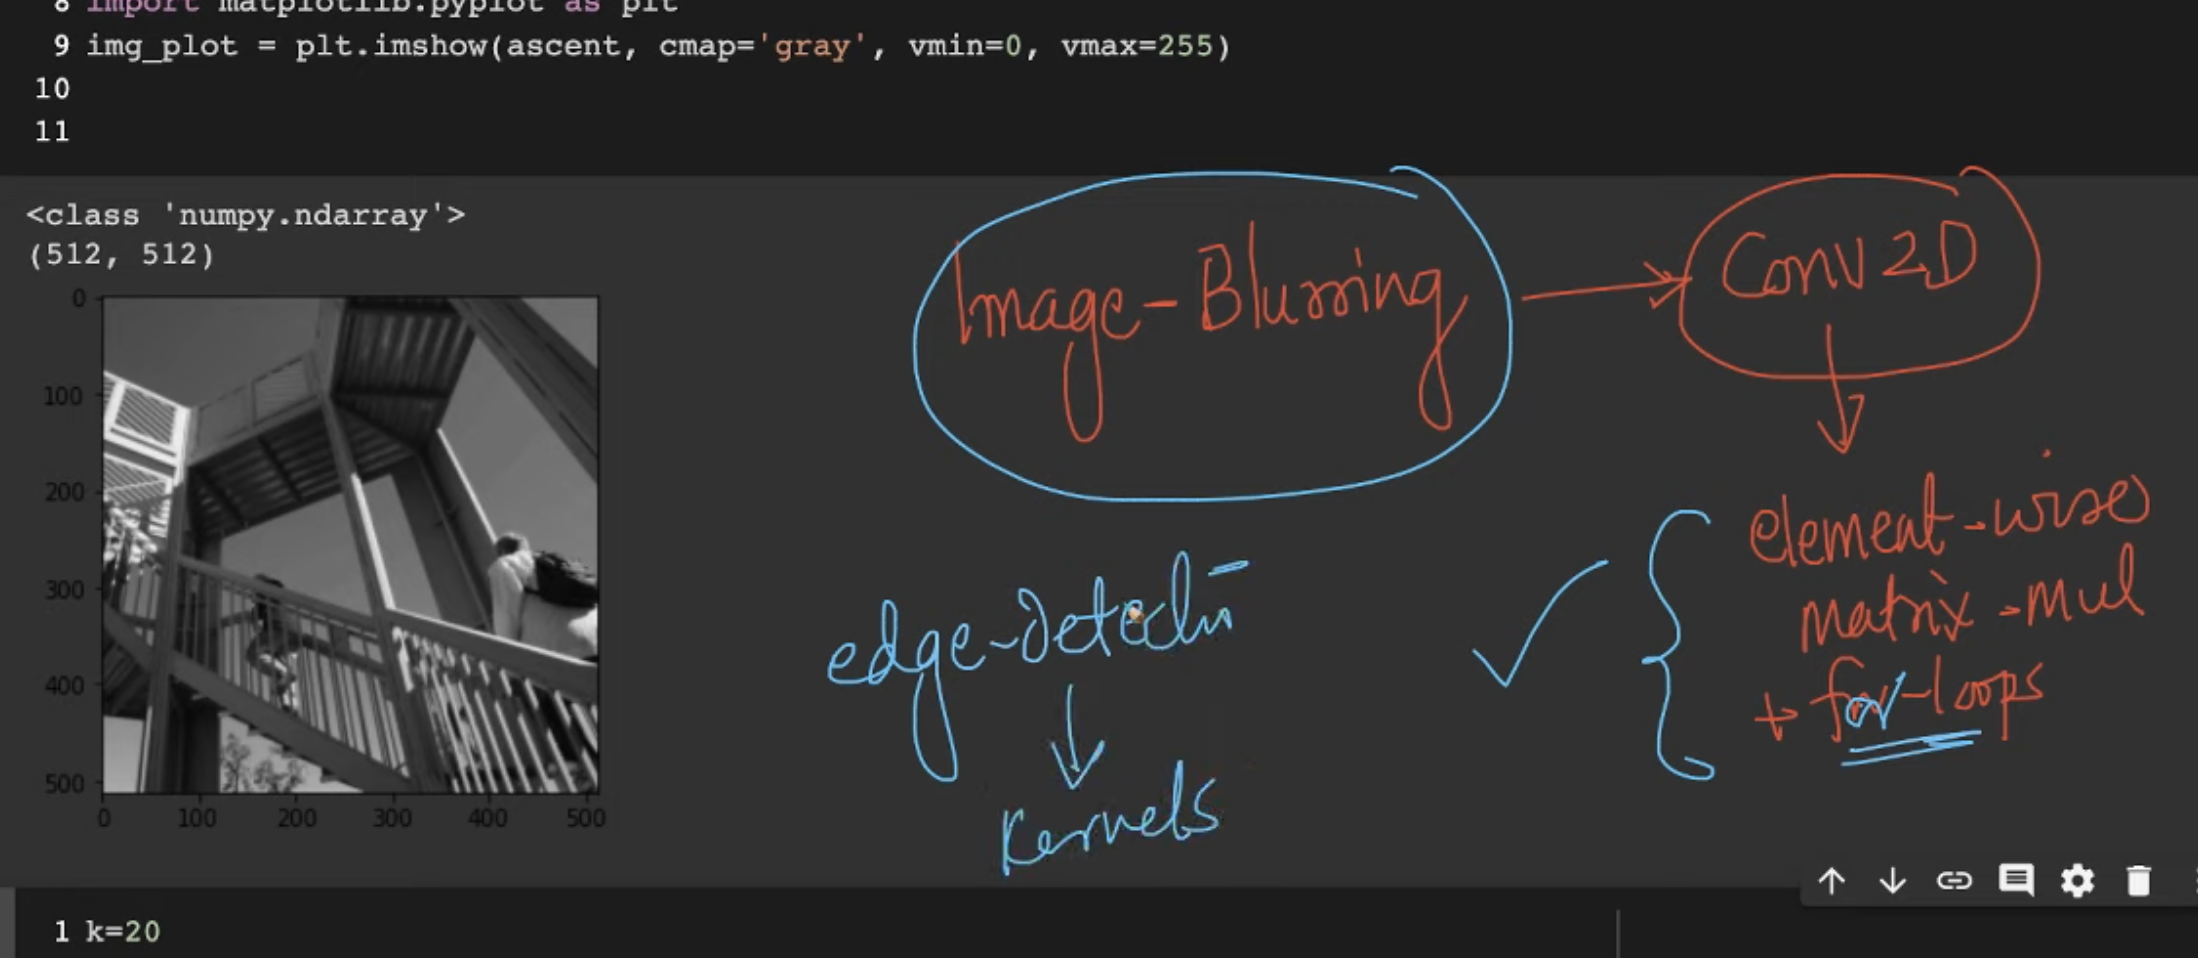 8 import matplotlib.pyplot as plt
9 img_plot = plt.imshow(ascent, cmap='gray', vmin=0, vmax=255)
10
11
<class 'numpy.ndarray'>
(512, 512)
0
100
200
300
400
500
0 100 200 300 400 500
Image-Blurring
Conv2D
element-wise
matrix-mul
+ for-loops
edge-Detectn
Kernels
1 k=20